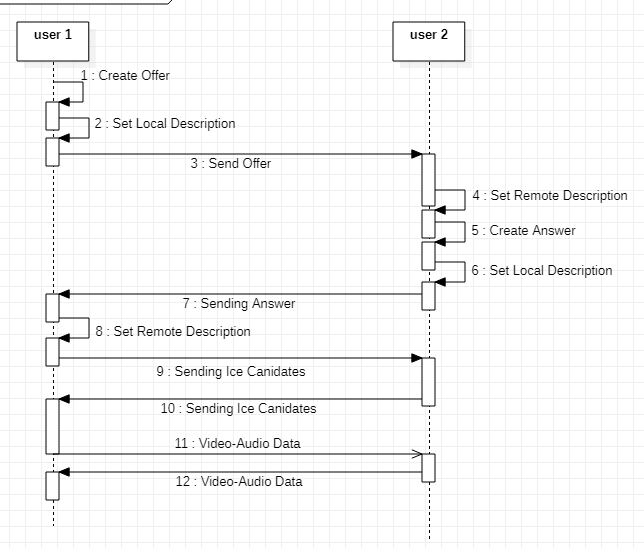 user 1
user 2
1 : Create Offer
2 : Set Local Description
3 : Send Offer
4 : Set Remote Description
5 : Create Answer
6 : Set Local Description
7 : Sending Answer
8 : Set Remote Description
9 : Sending Ice Canidates
10 : Sending Ice Canidates
11 : Video-Audio Data
12 : Video-Audio Data